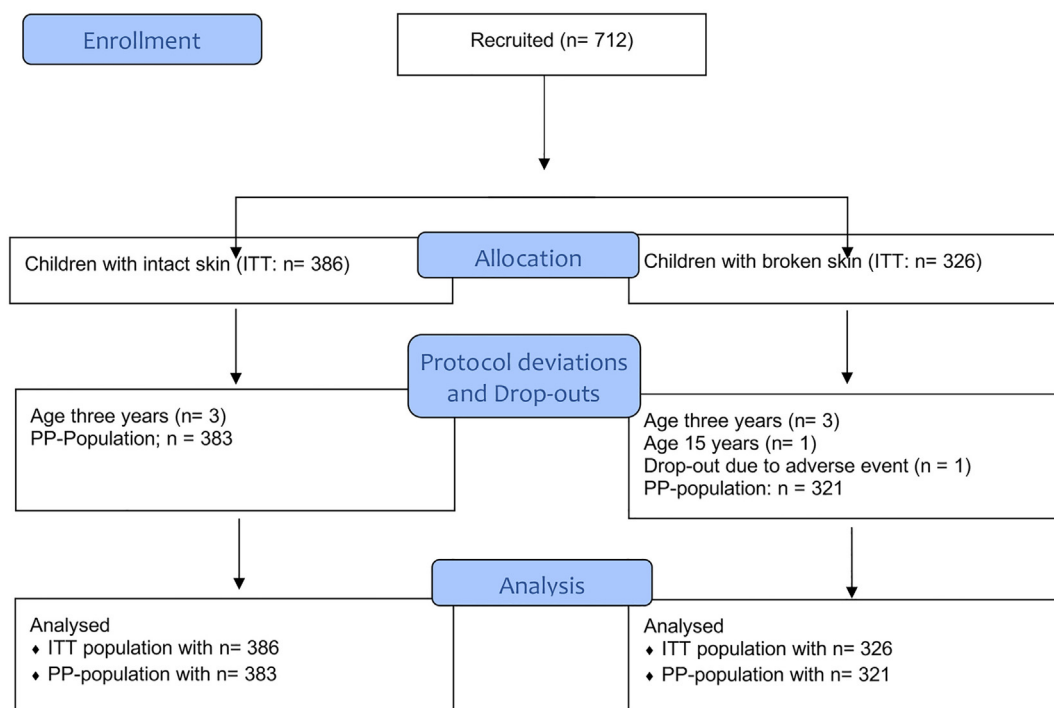 Enrollment
Recruited (n= 712)
Children with intact skin (ITT: n= 386)
Allocation
Children with broken skin (ITT: n= 326)
Protocol deviations
and Drop-outs
Age three years (n= 3)
PP-Population; n = 383
Age three years (n= 3)
Age 15 years (n= 1)
Drop-out due to adverse event (n = 1)
PP-population: n = 321
Analysis
Analysed
♦ ITT population with n= 386
♦ PP-population with n= 383
Analysed
♦ ITT population with n= 326
♦ PP-population with n= 321